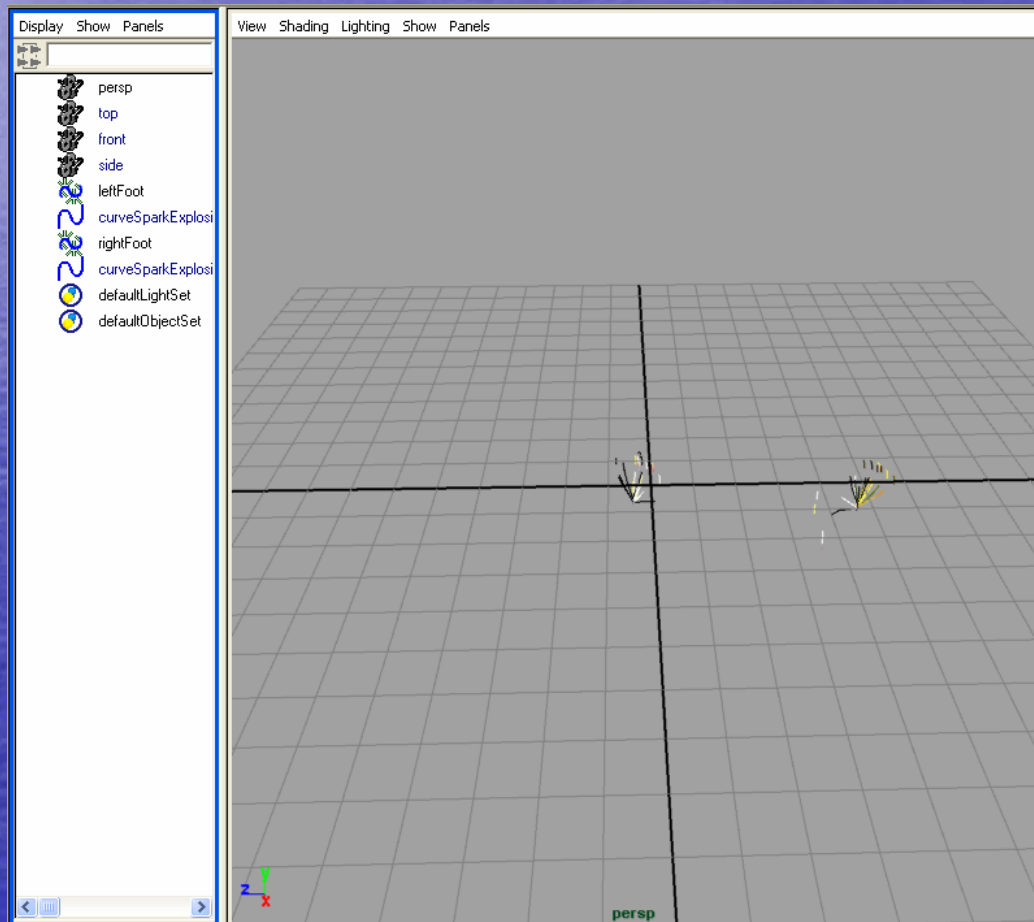 Display Show Panels
View Shading Lighting Show Panels
persp
top
front
side
leftFoot
curveSparkExplosi
rightFoot
curveSparkExplosi
defaultLightSet
defaultObjectSet
y
z
x
persp